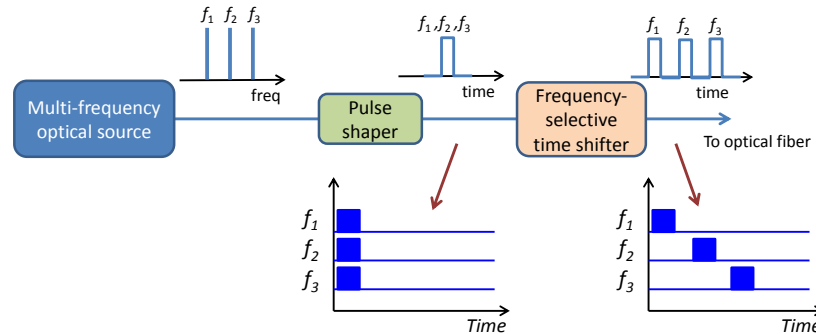 f1 f2 f3
freq
f1 ,f2 ,f3
time
f1 f2 f3
time
Multi-frequency
optical source
Pulse
shaper
Frequency-
selective
time shifter
To optical fiber
f1
f2
f3
Time
f1
f2
f3
Time